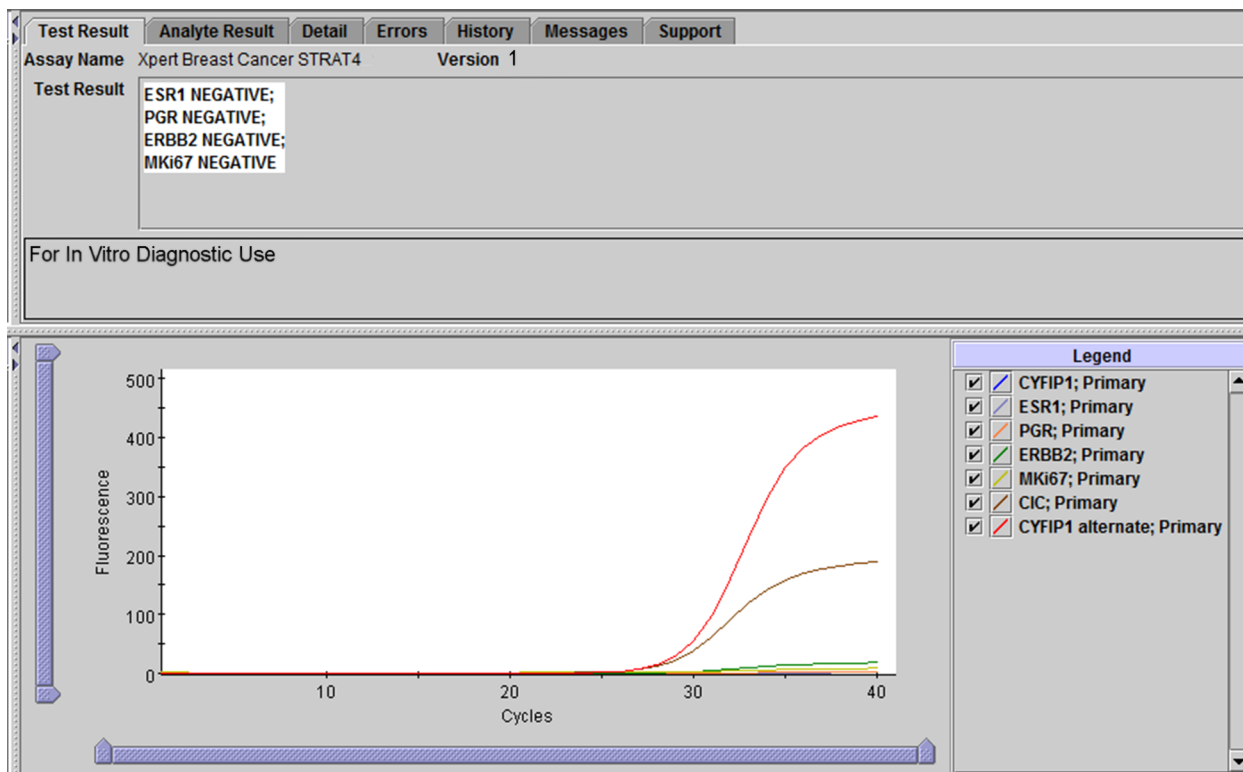 Test Result Analyte Result Detail Errors History Messages Support
Assay Name Xpert Breast Cancer STRAT4 Version 1
Test Result
ESR1 NEGATIVE;
PGR NEGATIVE;
ERBB2 NEGATIVE;
MKi67 NEGATIVE
For In Vitro Diagnostic Use
500
400
300
200
100
0
Fluorescence
10 20 30 40
Cycles
Legend
CYFIP1; Primary
ESR1; Primary
PGR; Primary
ERBB2; Primary
MKi67; Primary
CIC; Primary
CYFIP1 alternate; Primary